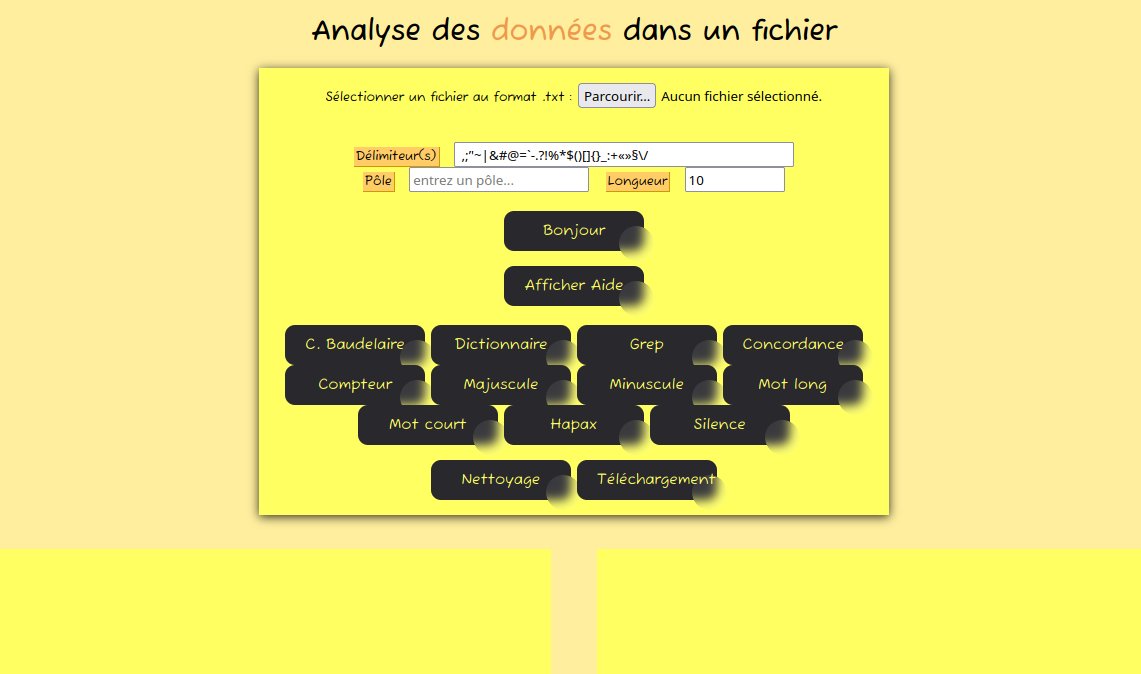 Analyse des données dans un fichier
Sélectionner un fichier au format .txt : Parcourir... Aucun fichier sélectionné.
Délimiteur(s) ,;'"~|&#@=`-.?!%*$()[]{}_:+«»§\/
Pôle entrez un pôle... Longueur 10
Bonjour
Afficher Aide
C. Baudelaire Dictionnaire Grep Concordance
Compteur Majuscule Minuscule Mot long
Mot court Hapax Silence
Nettoyage Téléchargement